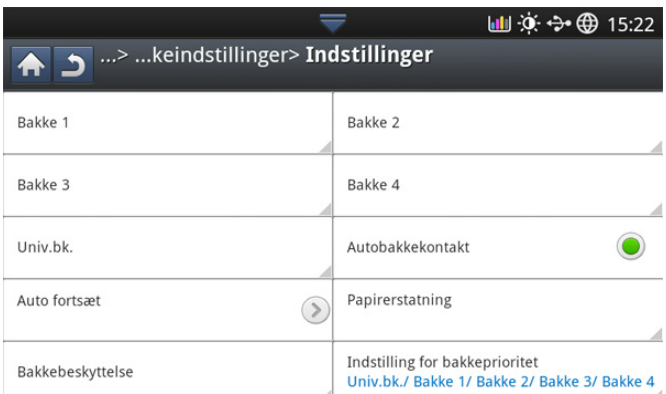 15:22
...> ...keindstillinger> Indstillinger
Bakke 1
Bakke 2
Bakke 3
Bakke 4
Univ.bk.
Autobakkekontakt
Auto fortsæt
Papirerstatning
Bakkebeskyttelse
Indstilling for bakkeprioritet
Univ.bk./ Bakke 1/ Bakke 2/ Bakke 3/ Bakke 4